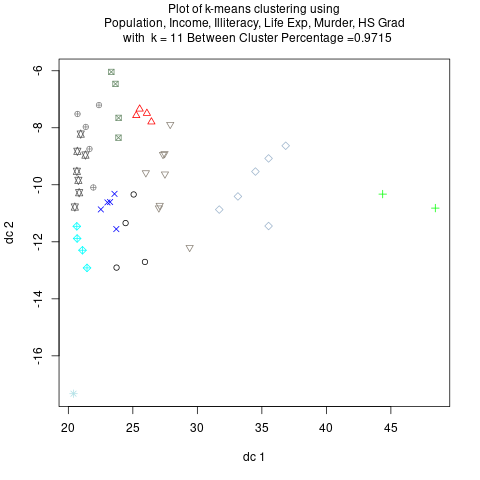 Plot of k-means clustering using
Population, Income, Illiteracy, Life Exp, Murder, HS Grad
with k = 11 Between Cluster Percentage =0.9715
-6
-8
-10
-12
-14
-16
dc 2
20 25 30 35 40 45
dc 1